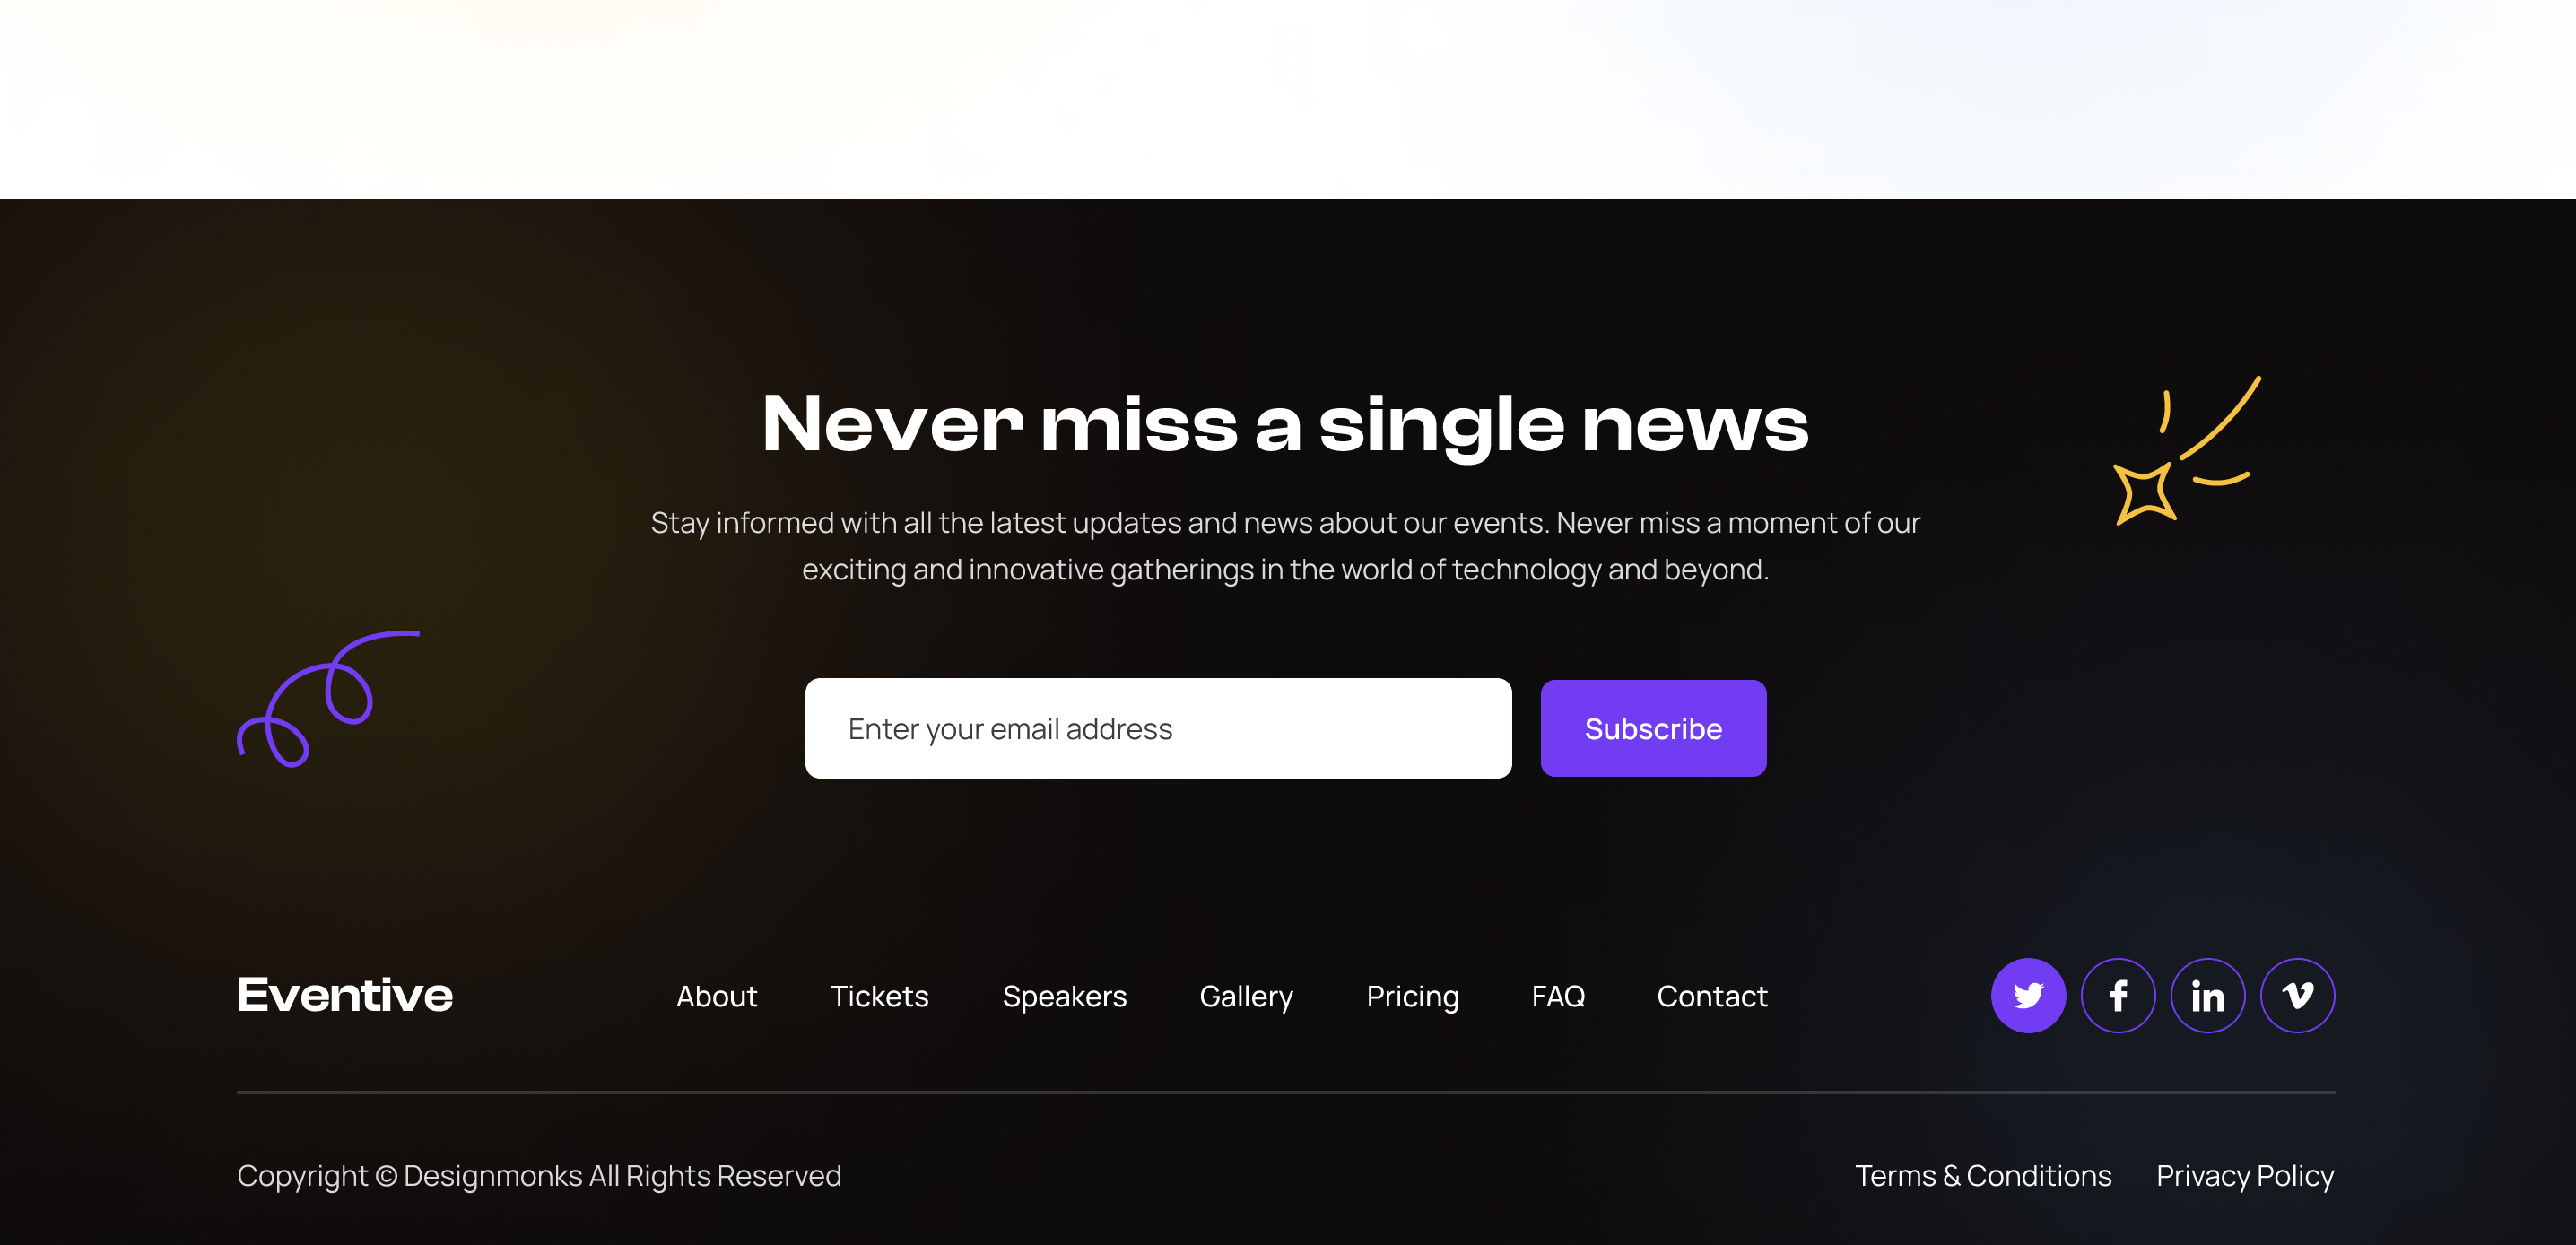 Never miss a single news
Stay informed with all the latest updates and news about our events. Never miss a moment of our
exciting and innovative gatherings in the world of technology and beyond.
Enter your email address
Subscribe
Eventive
About
Tickets
Speakers
Gallery
Pricing
FAQ
Contact
Copyright © Designmonks All Rights Reserved
Terms & Conditions
Privacy Policy